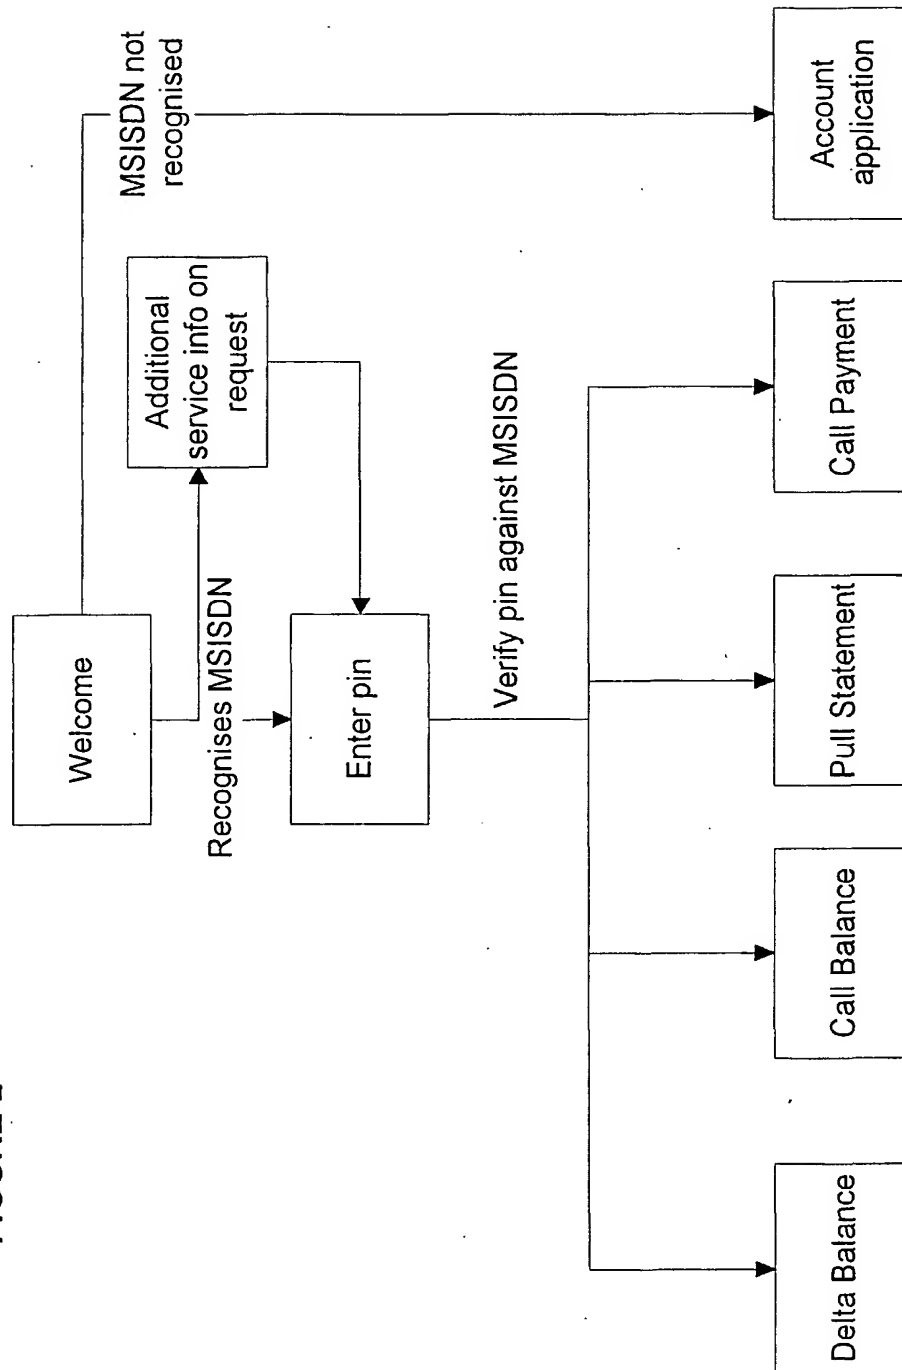 Welcome
MSISDN not
recognised
Additional
service info on
request
Recognises MSISDN
Enter pin
Verify pin against MSISDN
Delta Balance
Call Balance
Pull Statement
Call Payment
Account
application